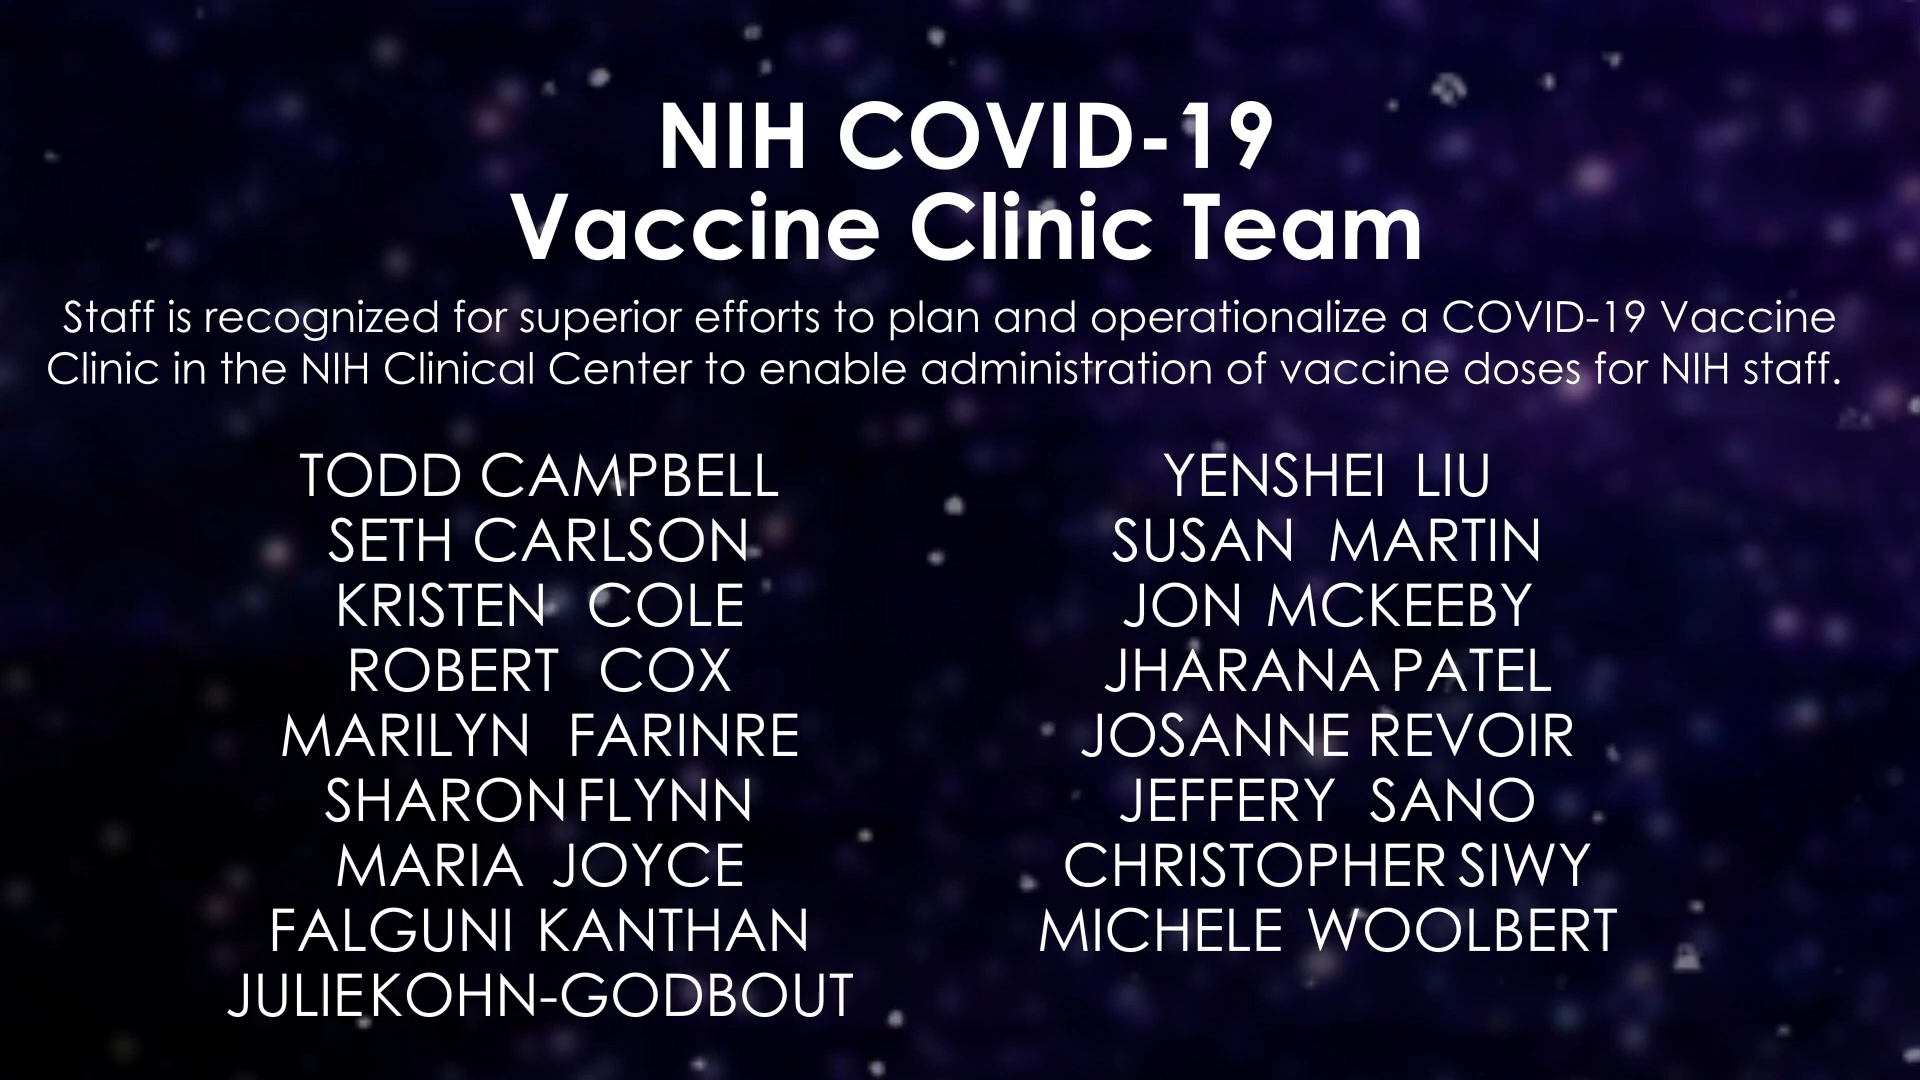 NIH COVID-19
Vaccine Clinic Team
Staff is recognized for superior efforts to plan and operationalize a COVID-19 Vaccine
Clinic in the NIH Clinical Center to enable administration of vaccine doses for NIH staff.
TODD CAMPBELL
SETH CARLSON
KRISTEN COLE
ROBERT COX
MARILYN FARINRE
SHARON FLYNN
MARIA JOYCE
FALGUNI KANTHAN
JULIE KOHN-GODBOUT
YENSHEI LIU
SUSAN MARTIN
JON MCKEEBY
JHARANA PATEL
JOSANNE REVOIR
JEFFERY SANO
CHRISTOPHER SIWY
MICHELE WOOLBERT